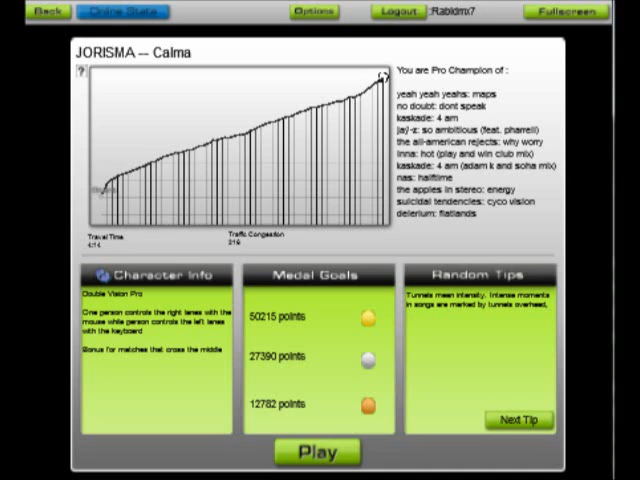 Back
Online Stats
Options
Logout
:Rabidmx7
Fullscreen
JORISMA -- Calma
?
You are Pro Champion of :
yeah yeah yeahs: maps
no doubt: dont speak
kaskade: 4 am
jaÿ-z: so ambitious (feat. pharrell)
the all-american rejects: why worry
inna: hot (play and win club mix)
kaskade: 4 am (adam k and soha mix)
nas: halftime
the apples in stereo: energy
suicidal tendencies: cyco vision
delerium: flatlands
Travel Time
4:14
Traffic Congestion
Character Info
Double Vision Pro
One person controls the right lanes with the
mouse while person controls the left lanes
with the keyboard
Bonus for matches that cross the middle
Medal Goals
50215 points
27390 points
12782 points
Random Tips
Tunnels mean intensity. Intense moments
in songs are marked by tunnels overhead,
Next Tip
Play